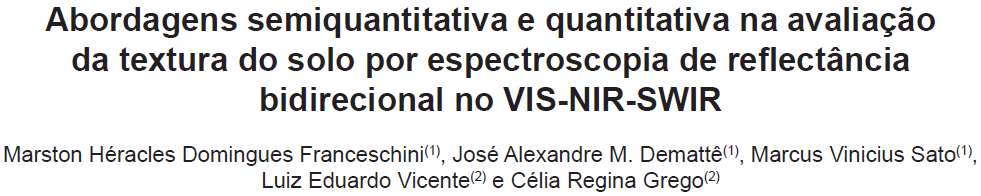 Abordagens semiquantitativa e quantitativa na avaliação
da textura do solo por espectroscopia de reflectância
bidirecional no VIS-NIR-SWIR
Marston Héracles Domingues Franceschini(1), José Alexandre M. Demattê(1), Marcus Vinicius Sato(1),
Luiz Eduardo Vicente(2) e Célia Regina Grego(2)